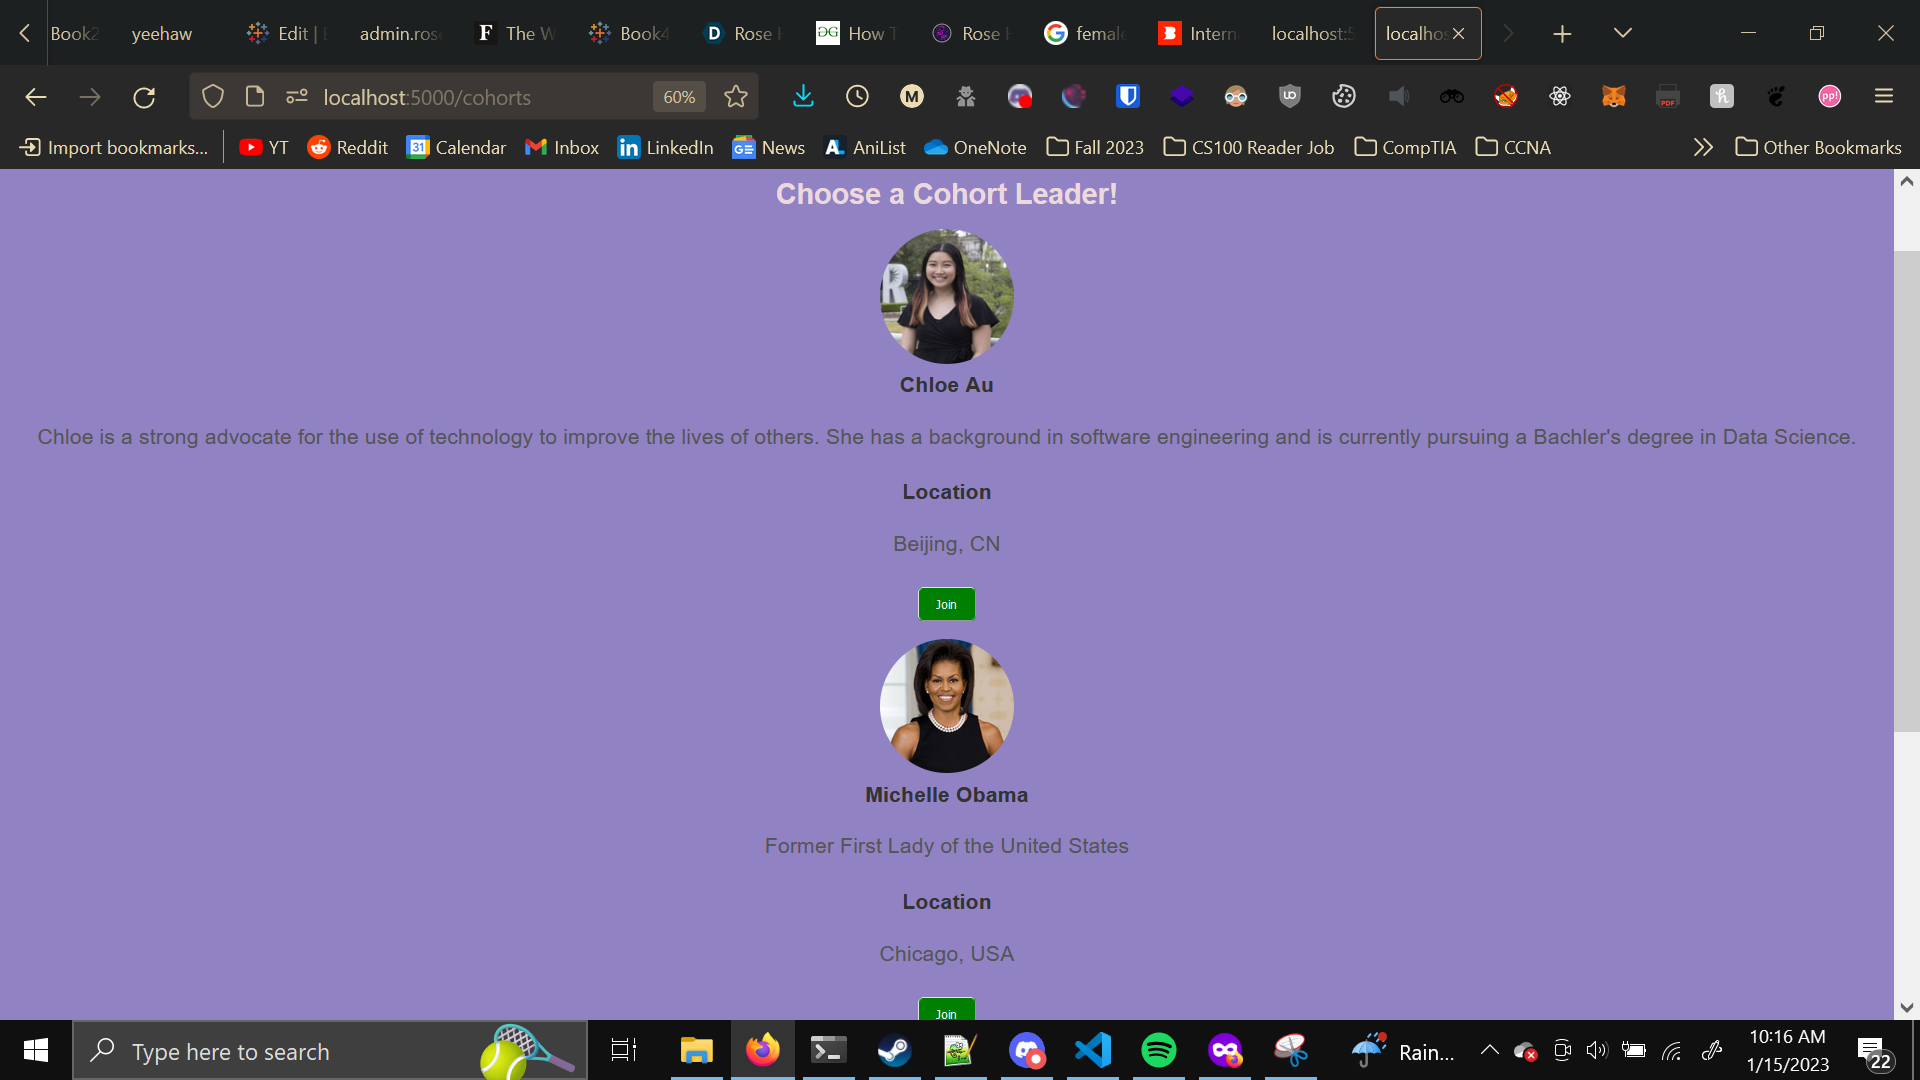 Book2 yeehaw Edit | admin.ros The W Book4 Rose How T Rose femal Intern localhost:5 localhos
localhost:5000/cohorts 60%
Import bookmarks... YT Reddit Calendar Inbox LinkedIn News AniList OneNote Fall 2023 CS100 Reader Job CompTIA CCNA Other Bookmarks
Choose a Cohort Leader!
Chloe Au
Chloe is a strong advocate for the use of technology to improve the lives of others. She has a background in software engineering and is currently pursuing a Bachler's degree in Data Science.
Location
Beijing, CN
Join
Michelle Obama
Former First Lady of the United States
Location
Chicago, USA
Join
Type here to search
Rain...
10:16 AM
1/15/2023
22